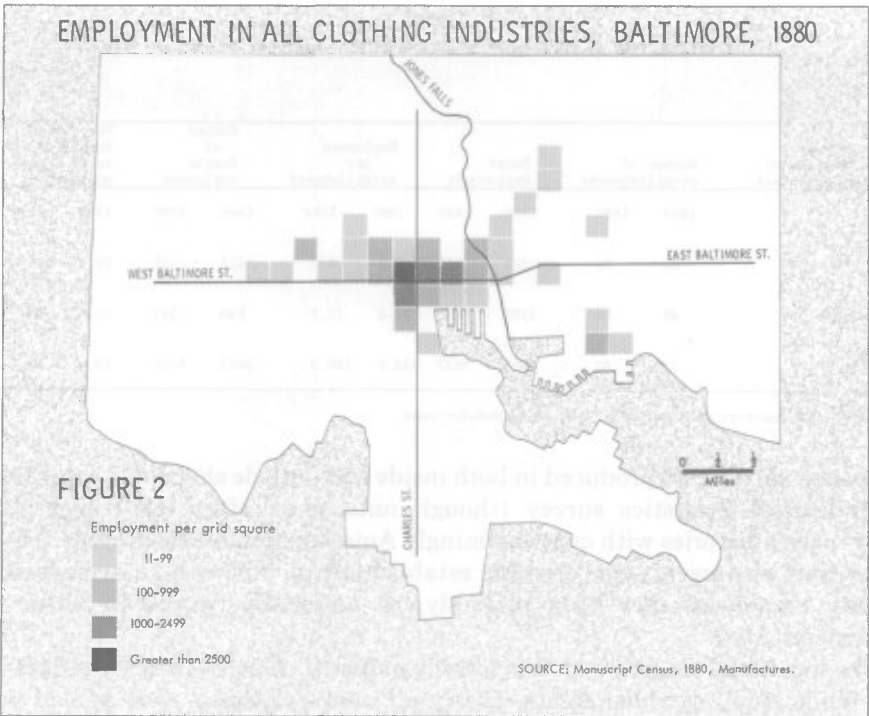 EMPLOYMENT IN ALL CLOTHING INDUSTRIES, BALTIMORE, 1880
JONES FALLS
EAST BALTIMORE ST.
WEST BALTIMORE ST.
CHARLES ST.
0 ½ 1
Miles
FIGURE 2
Employment per grid square
11-99
100-999
1000-2499
Greater than 2500
SOURCE: Manuscript Census, 1880, Manufactures.